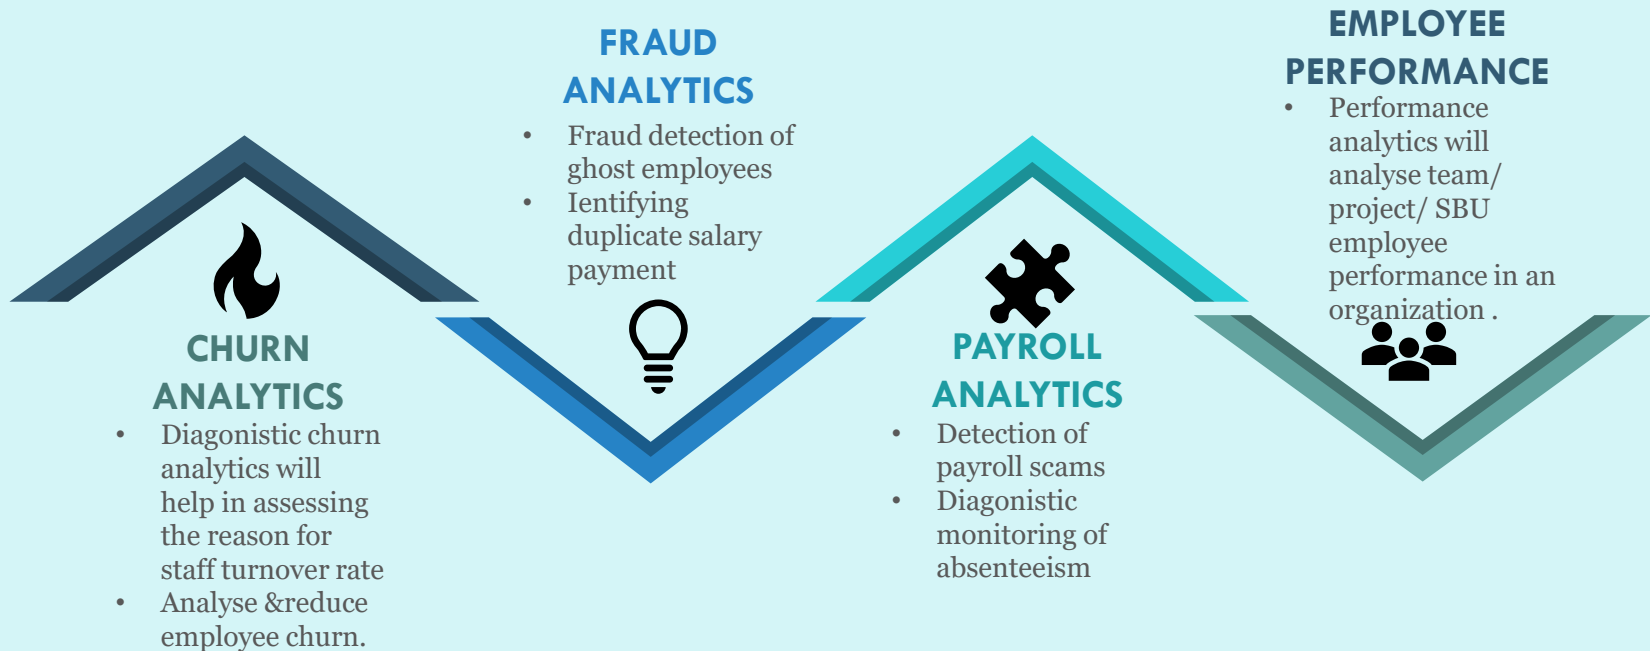 CHURN
ANALYTICS
• Diagonistic churn
analytics will
help in assessing
the reason for
staff turnover rate
• Analyse &reduce
employee churn.
FRAUD
ANALYTICS
• Fraud detection of
ghost employees
• Ientifying
duplicate salary
payment
PAYROLL
ANALYTICS
• Detection of
payroll scams
• Diagonistic
monitoring of
absenteeism
EMPLOYEE
PERFORMANCE
• Performance
analytics will
analyse team/
project/ SBU
employee
performance in an
organization .